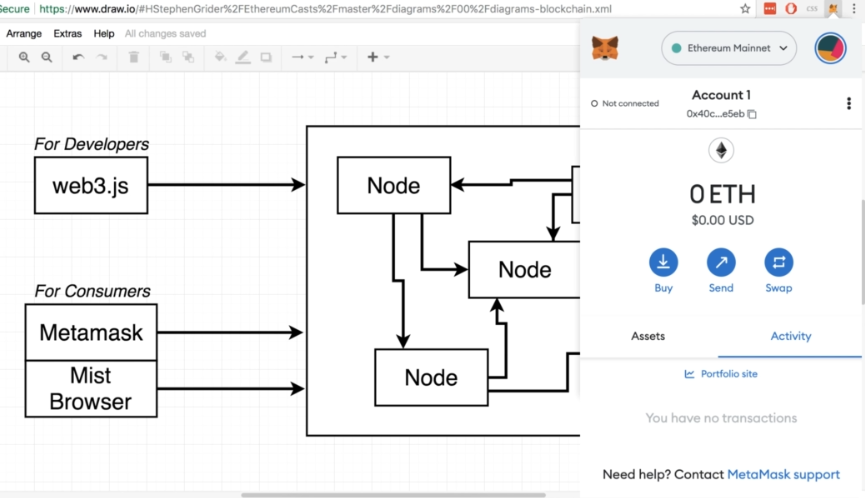 Secure https://www.draw.io/#HStephenGrider%2FEthereumCasts%2Fmaster%2Fdiagrams%2F00%2Fdiagrams-blockchain.xml
CSS
Arrange Extras Help All changes saved
Ethereum Mainnet
Not connected
Account 1
0x40c...e5eb
For Developers
web3.js
Node
0 ETH
$0.00 USD
Node
Buy Send Swap
For Consumers
Metamask
Mist
Browser
Node
Assets Activity
Portfolio site
You have no transactions
Need help? Contact MetaMask support